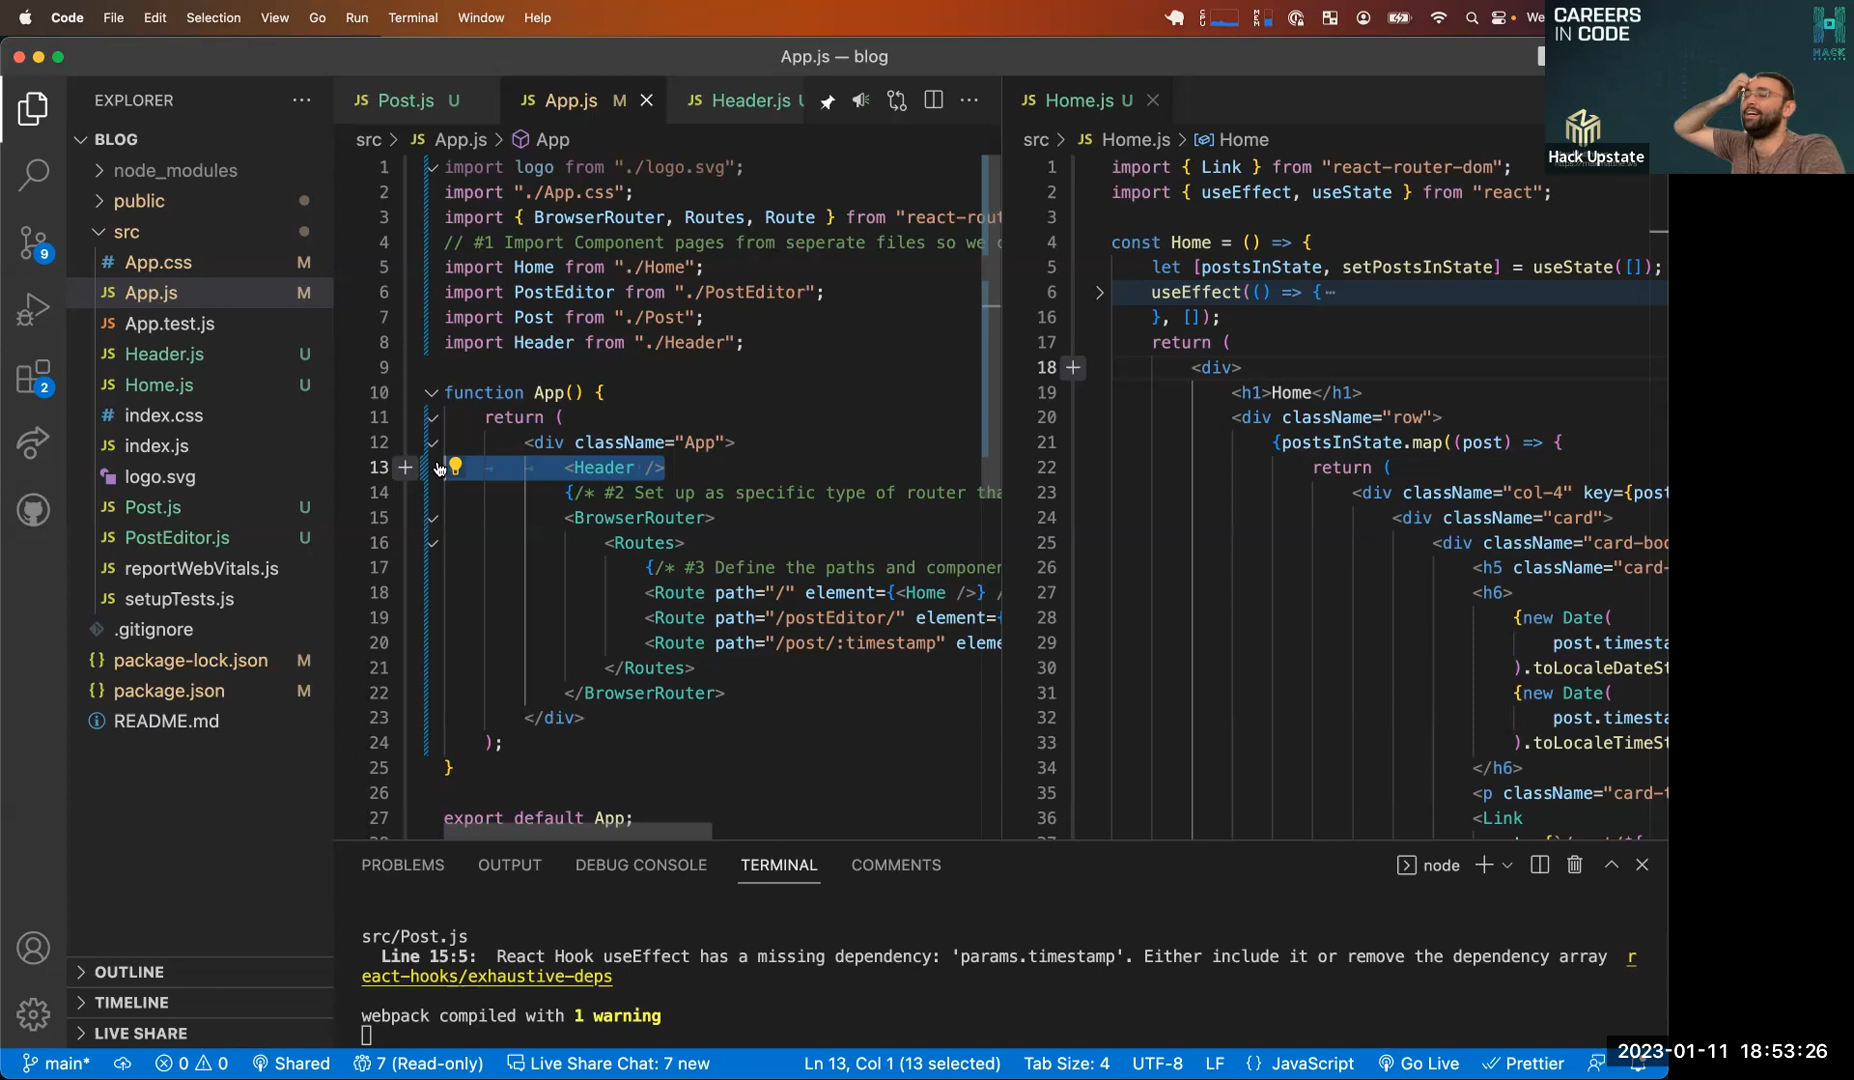 Code File Edit Selection View Go Run Terminal Window Help
CPU
MEM
We
App.js — blog
CAREERS
IN CODE
HACK
UPSTATE
Hack Upstate
EXPLORER
BLOG
node_modules
public
src
App.css M
App.js M
App.test.js
Header.js U
Home.js U
index.css
index.js
logo.svg
Post.js U
PostEditor.js U
reportWebVitals.js
setupTests.js
.gitignore
package-lock.json M
package.json M
README.md
OUTLINE
TIMELINE
LIVE SHARE
9
2
JS Post.js U
JS App.js M
JS Header.js U
src > JS App.js > App
1 import logo from "./logo.svg";
2 import "./App.css";
3 import { BrowserRouter, Routes, Route } from "react-rout
4 // #1 Import Component pages from seperate files so we c
5 import Home from "./Home";
6 import PostEditor from "./PostEditor";
7 import Post from "./Post";
8 import Header from "./Header";
9
10 function App() {
11 return (
12 <div className="App">
13 <Header />
14 {/* #2 Set up as specific type of router tha
15 <BrowserRouter>
16 <Routes>
17 {/* #3 Define the paths and componen
18 <Route path="/" element={<Home />} /
19 <Route path="/postEditor/" element={
20 <Route path="/post/:timestamp" eleme
21 </Routes>
22 </BrowserRouter>
23 </div>
24 );
25 }
26
27 export default App;
JS Home.js U
src > JS Home.js > Home
1 import { Link } from "react-router-dom";
2 import { useEffect, useState } from "react";
3
4 const Home = () => {
5 let [postsInState, setPostsInState] = useState([]);
6 useEffect(() => {⋯
16 }, []);
17 return (
18 <div>
19 <h1>Home</h1>
20 <div className="row">
21 {postsInState.map((post) => {
22 return (
23 <div className="col-4" key={post
24 <div className="card">
25 <div className="card-boo
26 <h5 className="card-
27 <h6>
28 {new Date(
29 post.timesta
30 ).toLocaleDateSt
31 {new Date(
32 post.timesta
33 ).toLocaleTimeSt
34 </h6>
35 <p className="card-t
36 <Link
PROBLEMS OUTPUT DEBUG CONSOLE TERMINAL COMMENTS
node
src/Post.js
Line 15:5: React Hook useEffect has a missing dependency: 'params.timestamp'. Either include it or remove the dependency array r
eact-hooks/exhaustive-deps
webpack compiled with 1 warning
main* 0 0 Shared 7 (Read-only) Live Share Chat: 7 new Ln 13, Col 1 (13 selected) Tab Size: 4 UTF-8 LF {} JavaScript Go Live Prettier
2023-01-11 18:53:26